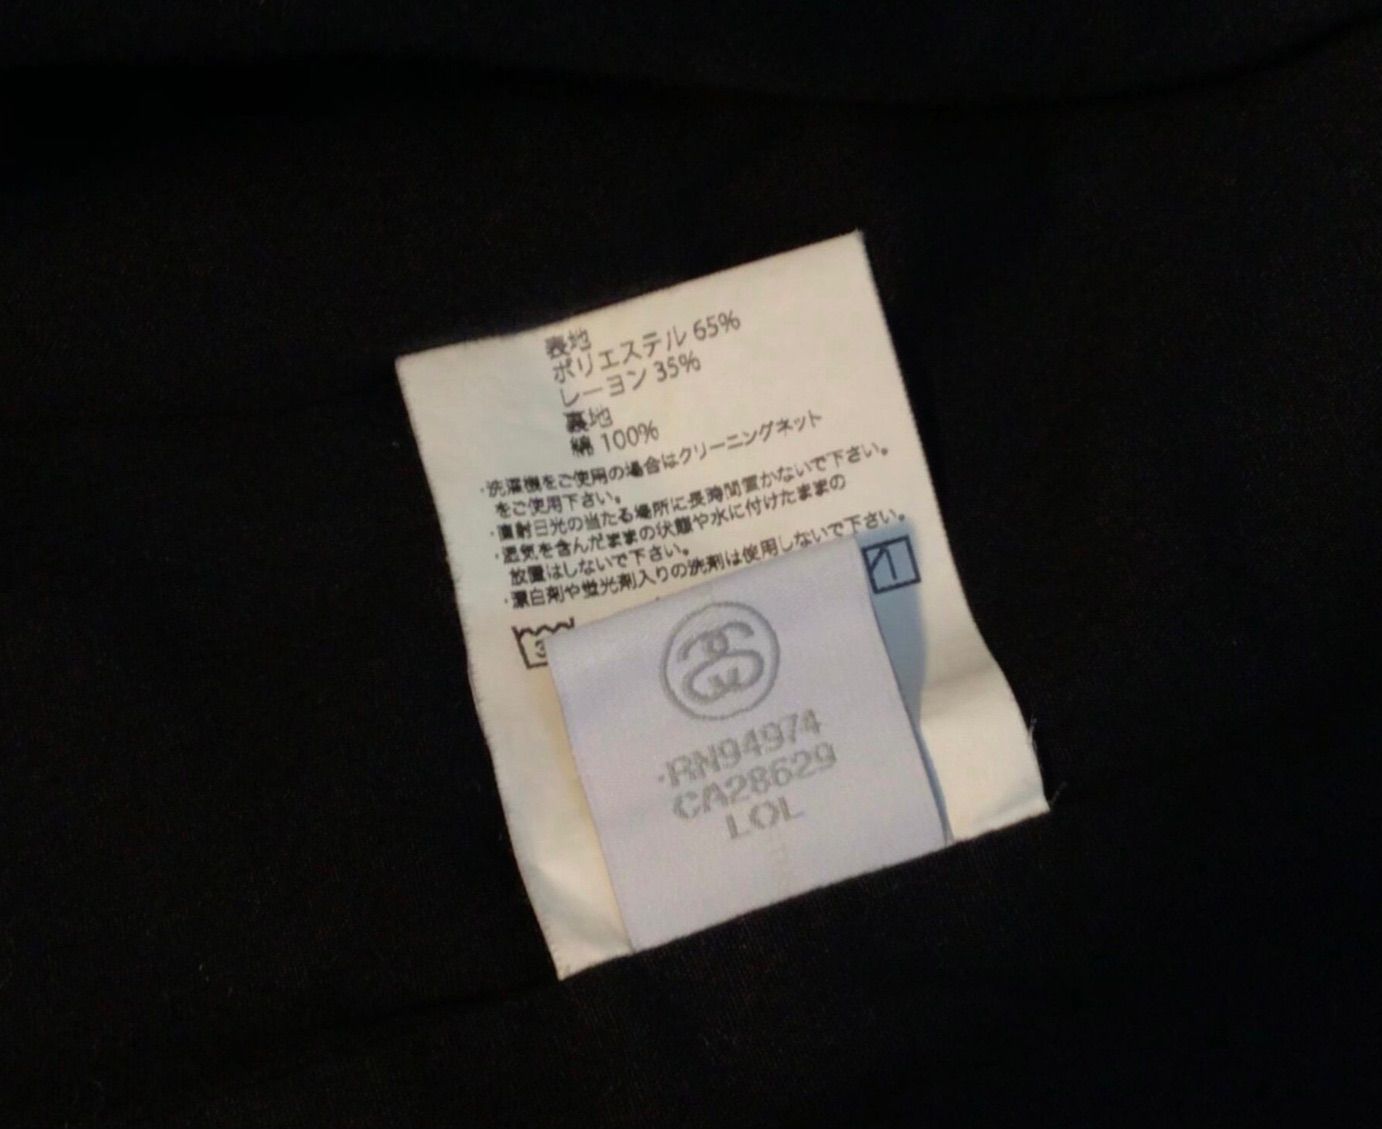 表地
ポリエステル 65%
レーヨン 35%
裏地
綿 100%
・洗濯機をご使用の場合はクリーニングネット
をご使用下さい。
・直射日光の当たる場所に長時間置かないで下さい。
・湿気を含んだままの状態や水に付けたままの
放置はしないで下さい。
・漂白剤や蛍光剤入りの洗剤は使用しないで下さい。
RN94974
CA28629
LOL